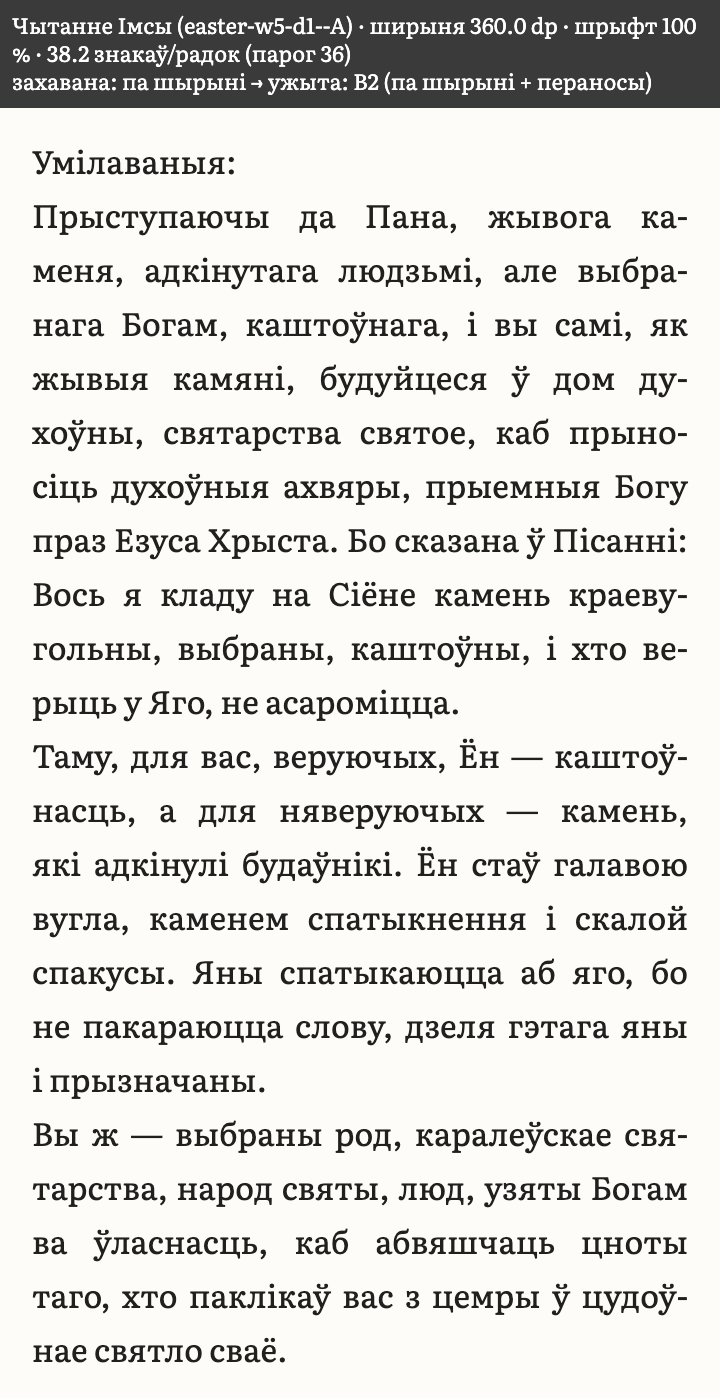 Чытанне Імсы (easter-w5-d1--A) · шырыня 360.0 dp · шрыфт 100
% · 38.2 знакаў/радок (парог 36)
захавана: па шырыні → ужыта: B2 (па шырыні + пераносы)
Умілаваныя:
Прыступаючы да Пана, жывога ка-
меня, адкінутага людзьмі, але выбра-
нага Богам, каштоўнага, і вы самі, як
жывыя камяні, будуйцеся ў дом ду-
хоўны, святарства святое, каб прыно-
сіць духоўныя ахвяры, прыемныя Богу
праз Езуса Хрыста. Бо сказана ў Пісанні:
Вось я кладу на Сіёне камень краеву-
гольны, выбраны, каштоўны, і хто ве-
рыць у Яго, не асароміцца.
Таму, для вас, веруючых, Ён — каштоў-
насць, а для няверуючых — камень,
які адкінулі будаўнікі. Ён стаў галавою
вугла, каменем спатыкнення і скалой
спакусы. Яны спатыкаюцца аб яго, бо
не пакараюцца слову, дзеля гэтага яны
і прызначаны.
Вы ж — выбраны род, каралеўскае свя-
тарства, народ святы, люд, узяты Богам
ва ўласнасць, каб абвяшчаць цноты
таго, хто паклікаў вас з цемры ў цудоў-
нае святло сваё.